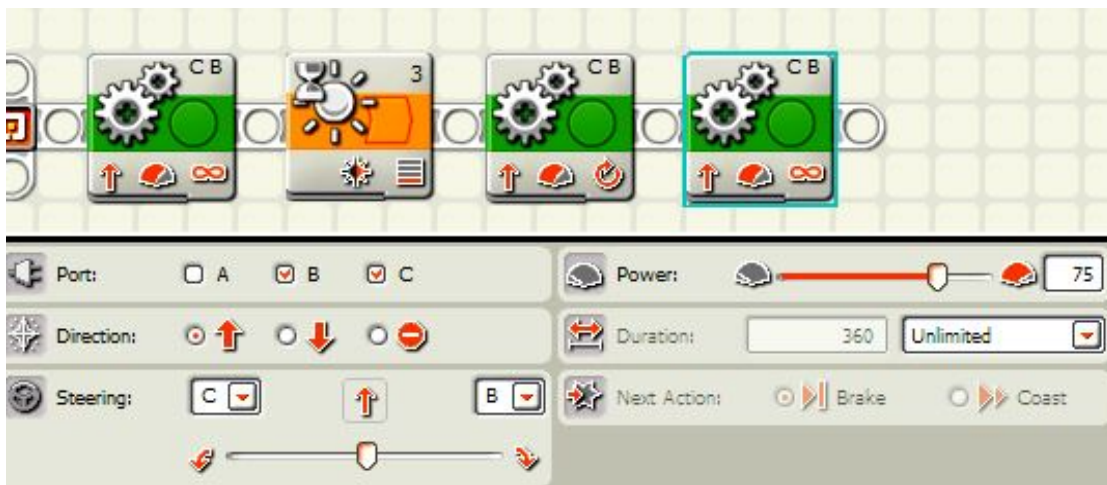 C B
3
C B
C B
Port: A B C
Power: 75
Direction:
Duration: 360 Unlimited
Steering: C B
Next Action: Brake Coast